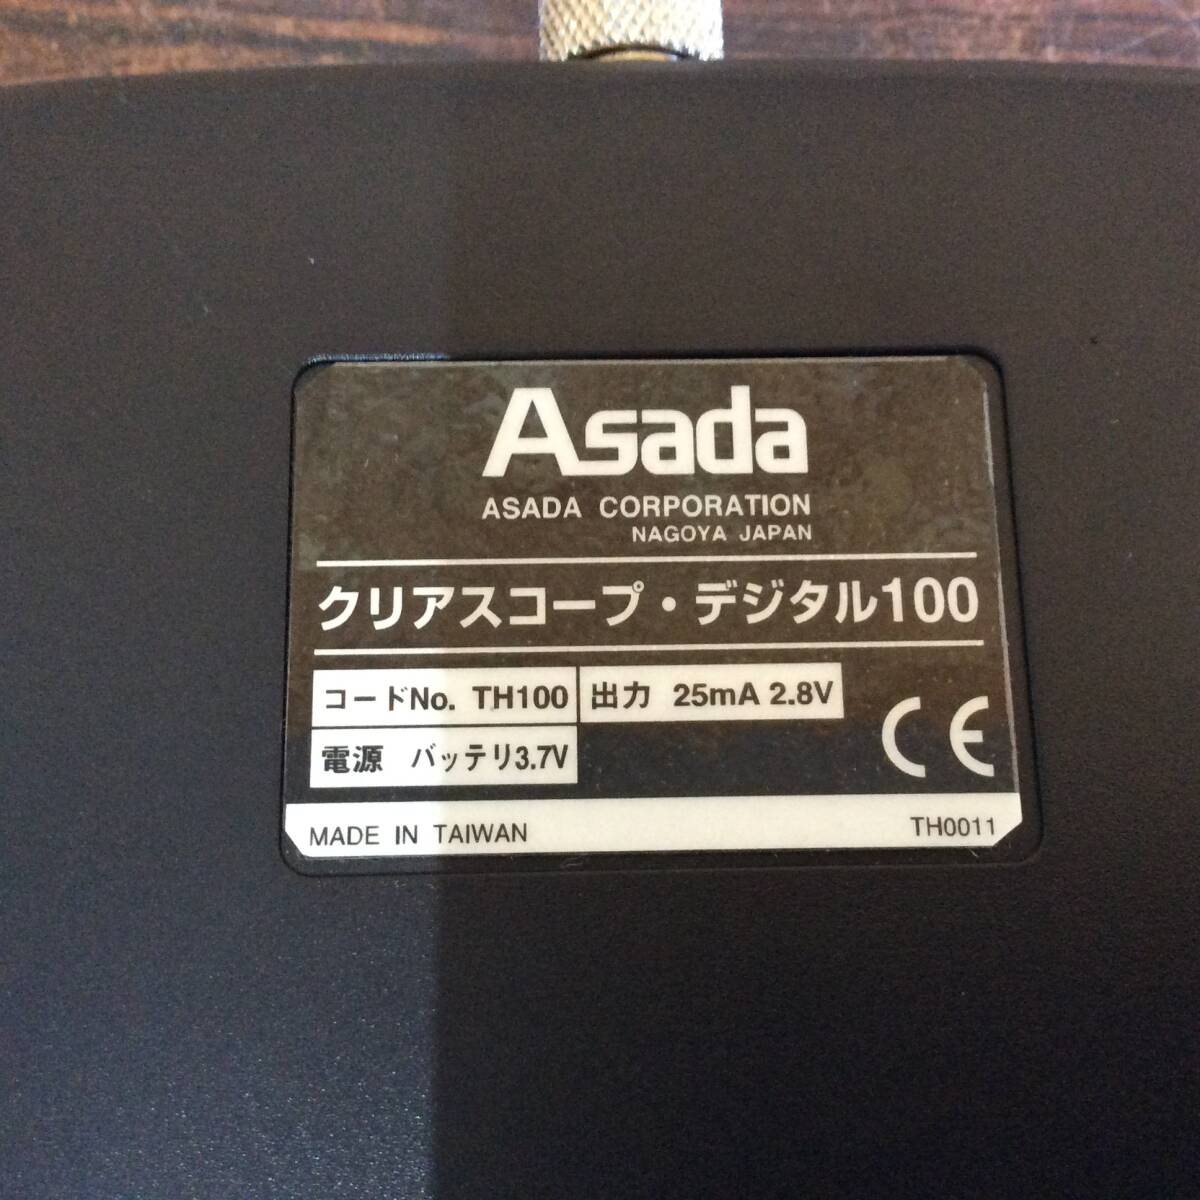 Asada
ASADA CORPORATION
NAGOYA JAPAN
クリアスコープ・デジタル100
コードNo. TH100 出力 25mA 2.8V
電源 バッテリ3.7V
CE
MADE IN TAIWAN TH0011